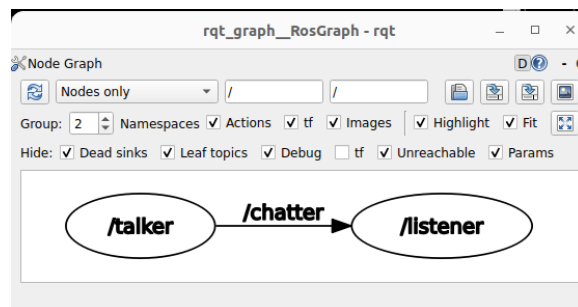 rqt_graph__RosGraph - rqt
Node Graph D ? -
Nodes only / /
Group: 2 Namespaces Actions tf Images Highlight Fit
Hide: Dead sinks Leaf topics Debug tf Unreachable Params
/talker /chatter /listener